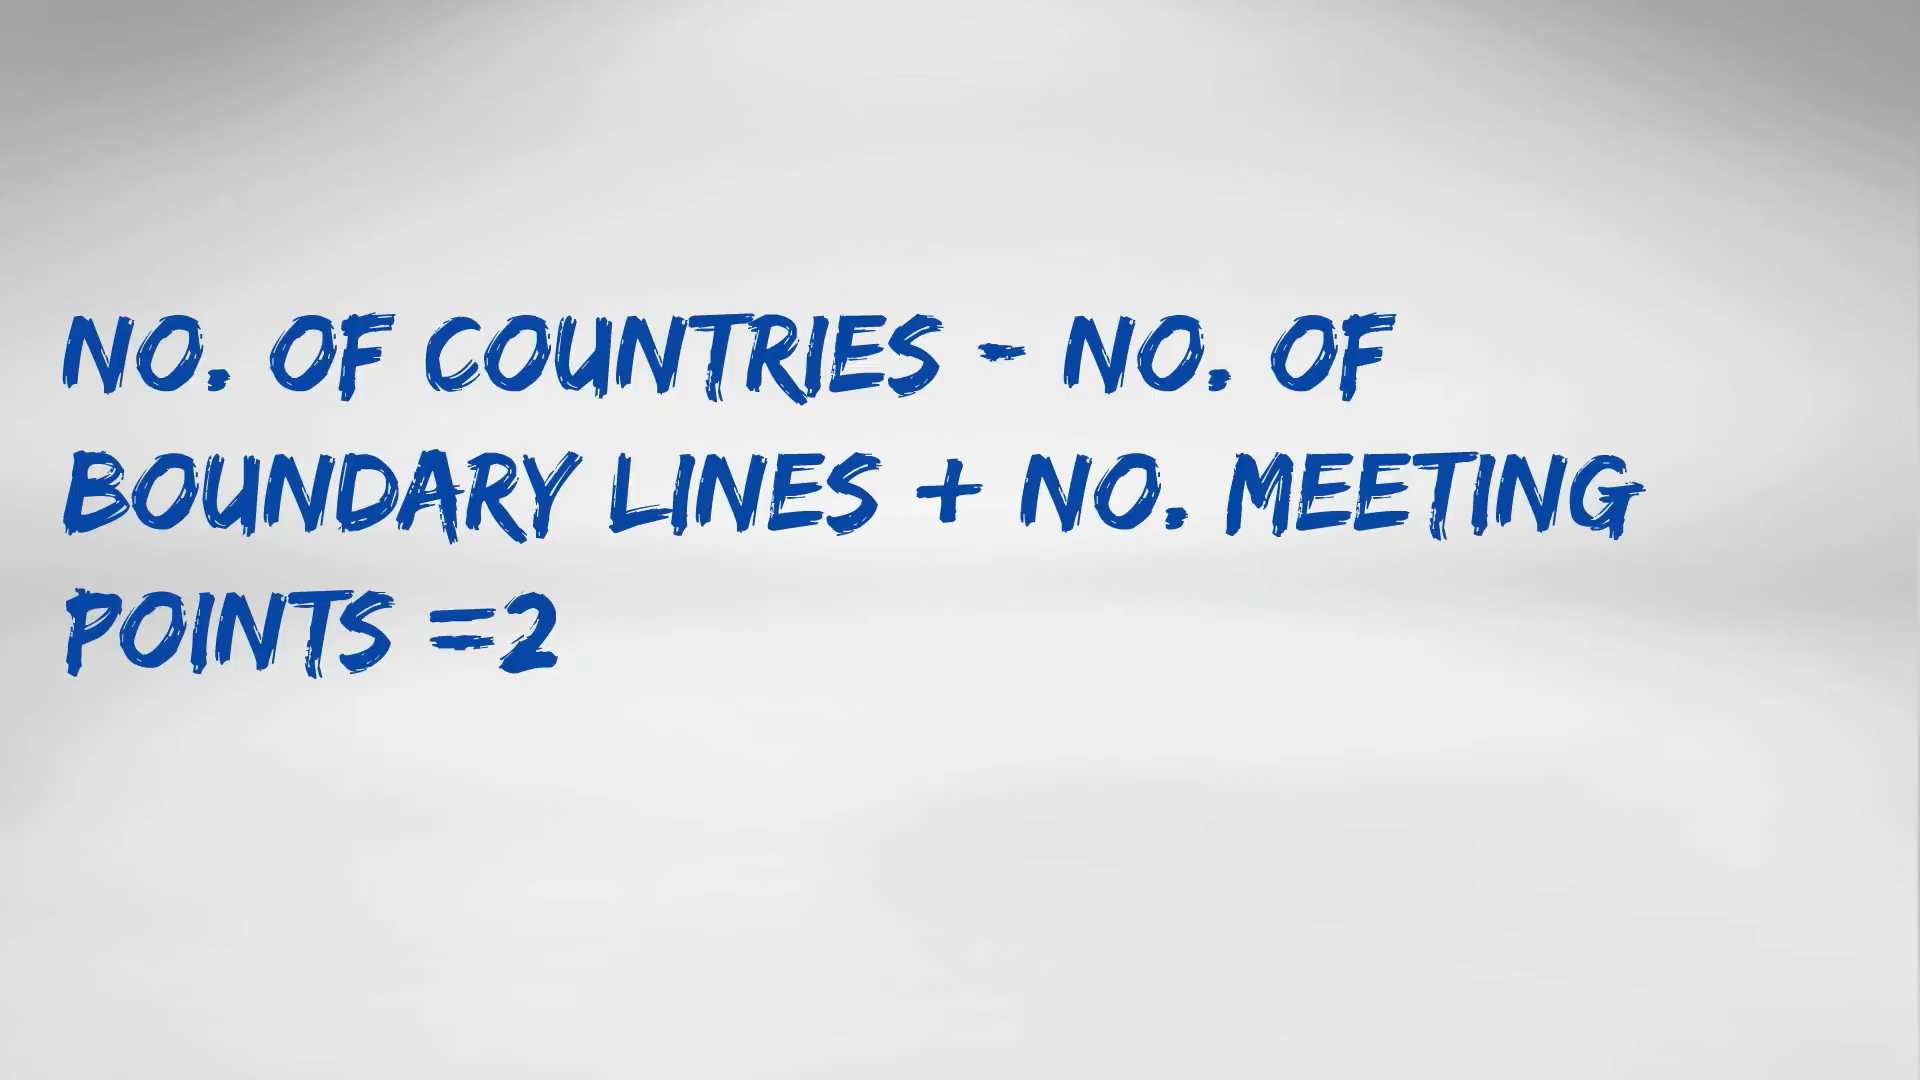 NO. OF COUNTRIES - NO. OF
BOUNDARY LINES + NO. MEETING
POINTS =2